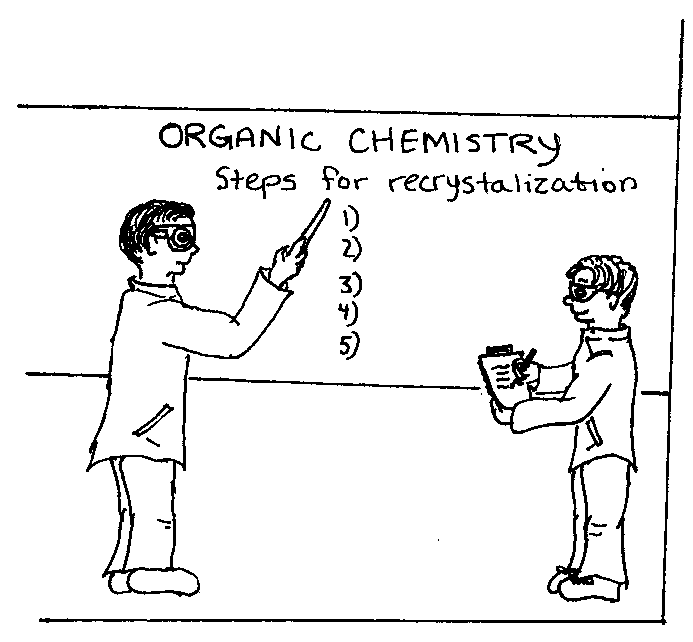 ORGANIC CHEMISTRY
Steps for recrystalization
1)
2)
3)
4)
5)